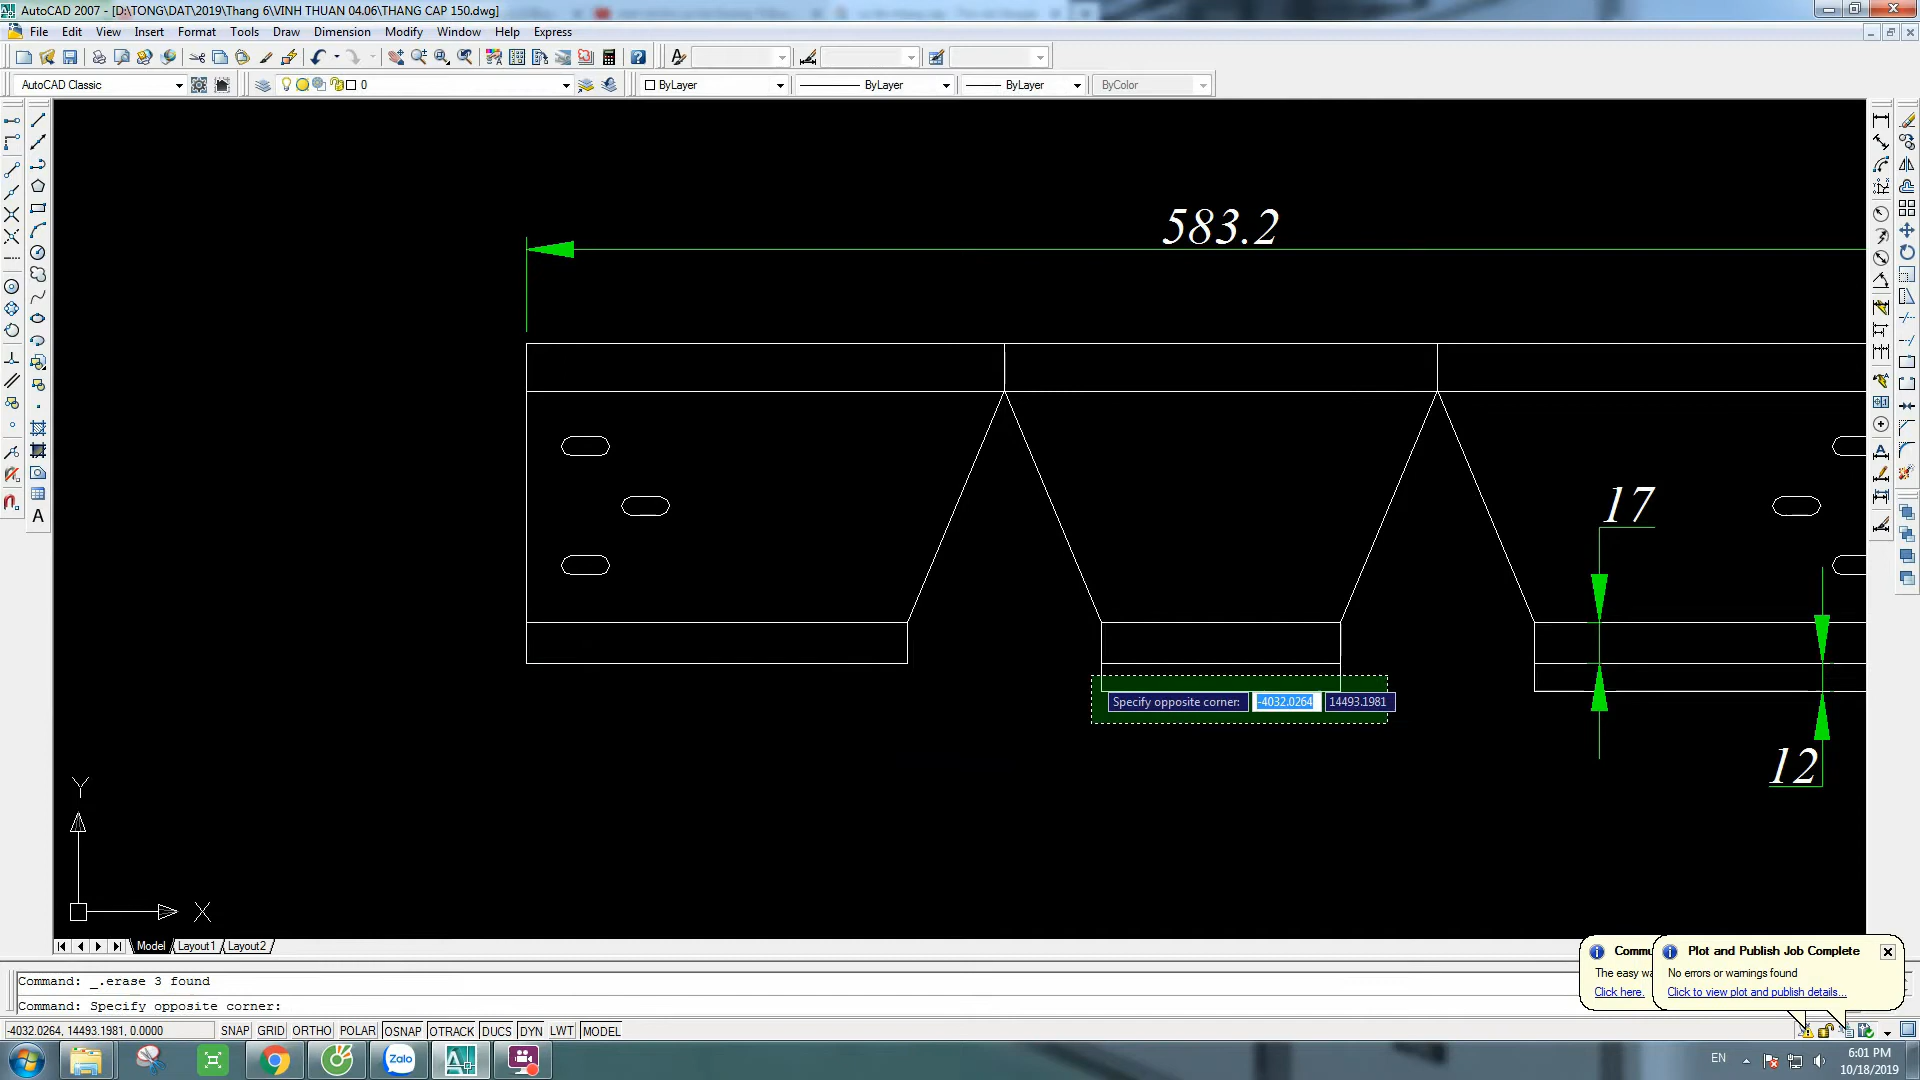 AutoCAD 2007 - [D:\TONG\DAT\2019\Thang 6\VINH THUAN 04.06\THANG CAP 150.dwg]
File Edit View Insert Format Tools Draw Dimension Modify Window Help Express
AutoCAD Classic
0
ByLayer
ByLayer
ByLayer
ByColor
583.2
17
12
Specify opposite corner: -4032.0264 14493.1981
Y
X
Model Layout1 Layout2
Command: _.erase 3 found
Command: Specify opposite corner:
Commu
The easy wa
Click here.
Plot and Publish Job Complete
No errors or warnings found
Click to view plot and publish details...
-4032.0264, 14493.1981, 0.0000
SNAP GRID ORTHO POLAR OSNAP OTRACK DUCS DYN LWT MODEL
Zalo
EN
6:01 PM
10/18/2019